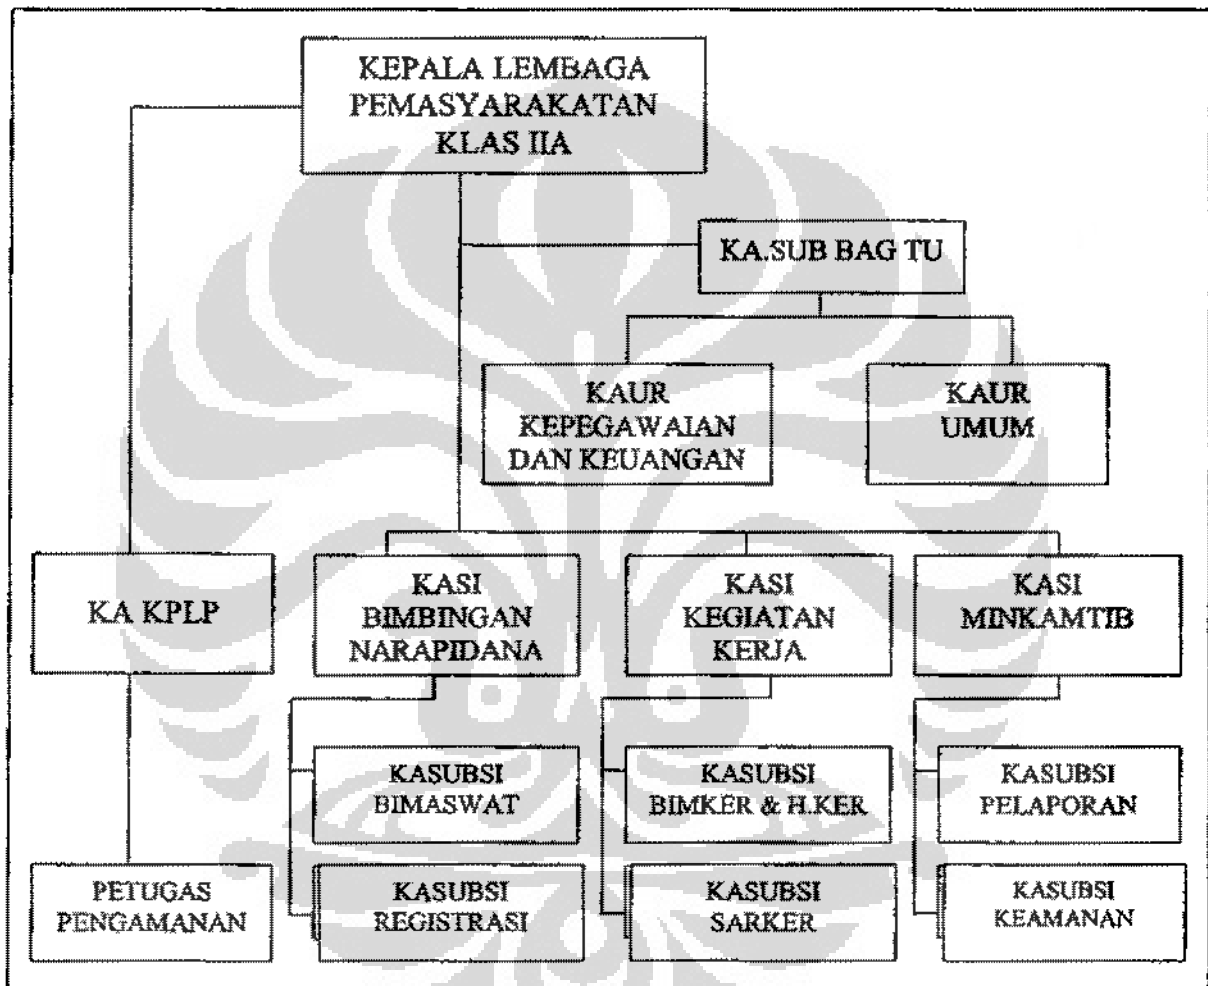 KEPALA LEMBAGA
PEMASYARAKATAN
KLAS IIA
KA.SUB BAG TU
KAUR
KEPEGAWAIAN
DAN KEUANGAN
KAUR
UMUM
KA KPLP
KASI
BIMBINGAN
NARAPIDANA
KASI
KEGIATAN
KERJA
KASI
MINKAMTIB
KASUBSI
BIMASWAT
KASUBSI
BIMKER & H.KER
KASUBSI
PELAPORAN
PETUGAS
PENGAMANAN
KASUBSI
REGISTRASI
KASUBSI
SARKER
KASUBSI
KEAMANAN